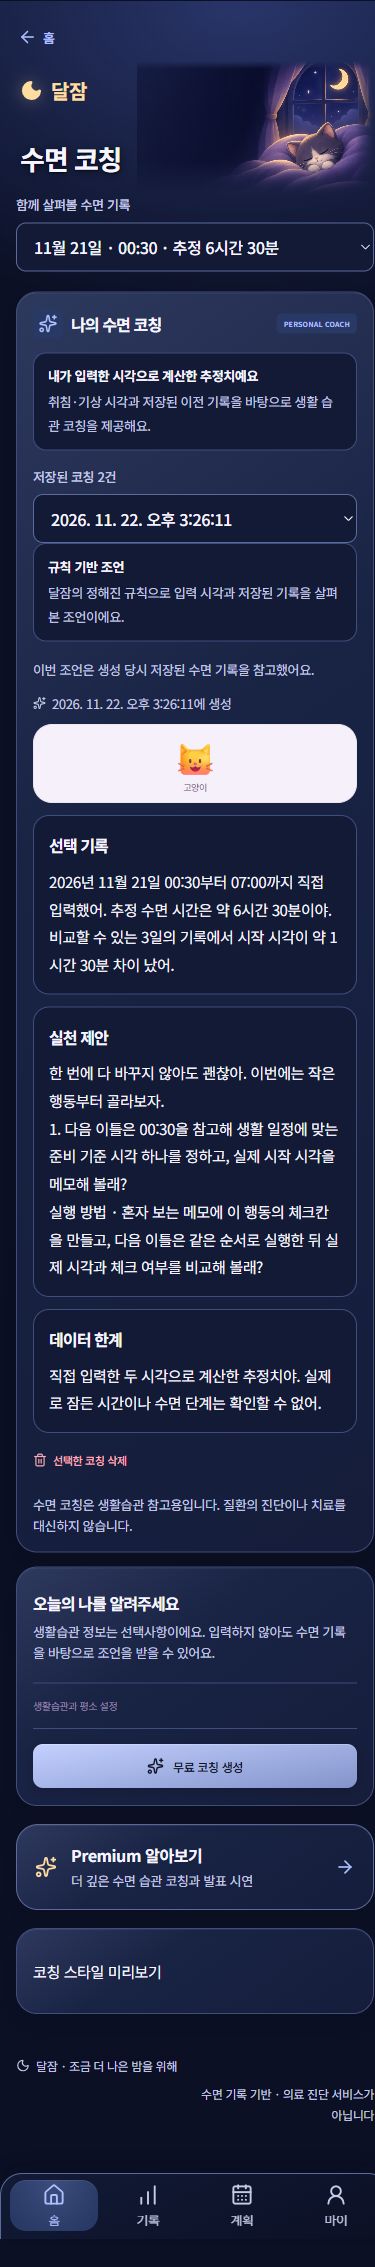 홈
달잠
수면 코칭
함께 살펴볼 수면 기록
11월 21일 · 00:30 · 추정 6시간 30분
나의 수면 코칭
PERSONAL COACH
내가 입력한 시각으로 계산한 추정치예요
취침·기상 시각과 저장된 이전 기록을 바탕으로 생활 습
관 코칭을 제공해요.
저장된 코칭 2건
2026. 11. 22. 오후 3:26:11
규칙 기반 조언
달잠의 정해진 규칙으로 입력 시각과 저장된 기록을 살펴
본 조언이에요.
이번 조언은 생성 당시 저장된 수면 기록을 참고했어요.
2026. 11. 22. 오후 3:26:11에 생성
고양이
선택 기록
2026년 11월 21일 00:30부터 07:00까지 직접
입력했어. 추정 수면 시간은 약 6시간 30분이야.
비교할 수 있는 3일의 기록에서 시작 시각이 약 1
시간 30분 차이 났어.
실천 제안
한 번에 다 바꾸지 않아도 괜찮아. 이번에는 작은
행동부터 골라보자.
1. 다음 이틀은 00:30을 참고해 생활 일정에 맞는
준비 기준 시각 하나를 정하고, 실제 시작 시각을
메모해 볼래?
실행 방법 · 혼자 보는 메모에 이 행동의 체크칸
을 만들고, 다음 이틀은 같은 순서로 실행한 뒤 실
제 시각과 체크 여부를 비교해 볼래?
데이터 한계
직접 입력한 두 시각으로 계산한 추정치야. 실제
로 잠든 시간이나 수면 단계는 확인할 수 없어.
선택한 코칭 삭제
수면 코칭은 생활습관 참고용입니다. 질환의 진단이나 치료를
대신하지 않습니다.
오늘의 나를 알려주세요
생활습관 정보는 선택사항이에요. 입력하지 않아도 수면 기록
을 바탕으로 조언을 받을 수 있어요.
생활습관과 평소 설정
무료 코칭 생성
Premium 알아보기
더 깊은 수면 습관 코칭과 발표 시연
코칭 스타일 미리보기
달잠 · 조금 더 나은 밤을 위해
수면 기록 기반 · 의료 진단 서비스가
아닙니다
홈
기록
계획
마이